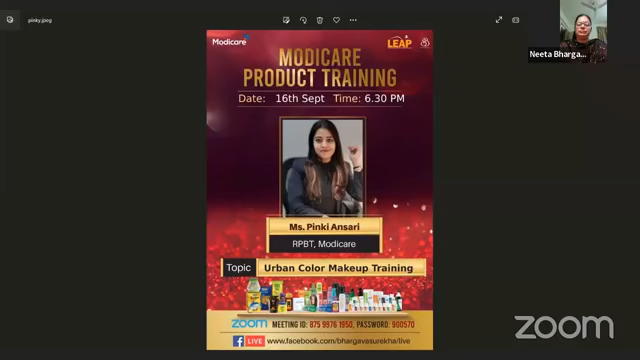 pinky.jpeg
Neeta Bharga...
Modicare
LEAP
MODICARE
PRODUCT TRAINING
Date: 16th Sept Time: 6.30 PM
Ms. Pinki Ansari
RPBT, Modicare
Topic Urban Color Makeup Training
ZOOM MEETING ID: 875 9976 1950, PASSWORD: 900570
f LIVE www.facebook.com/bhargavasurekha/live
zoom